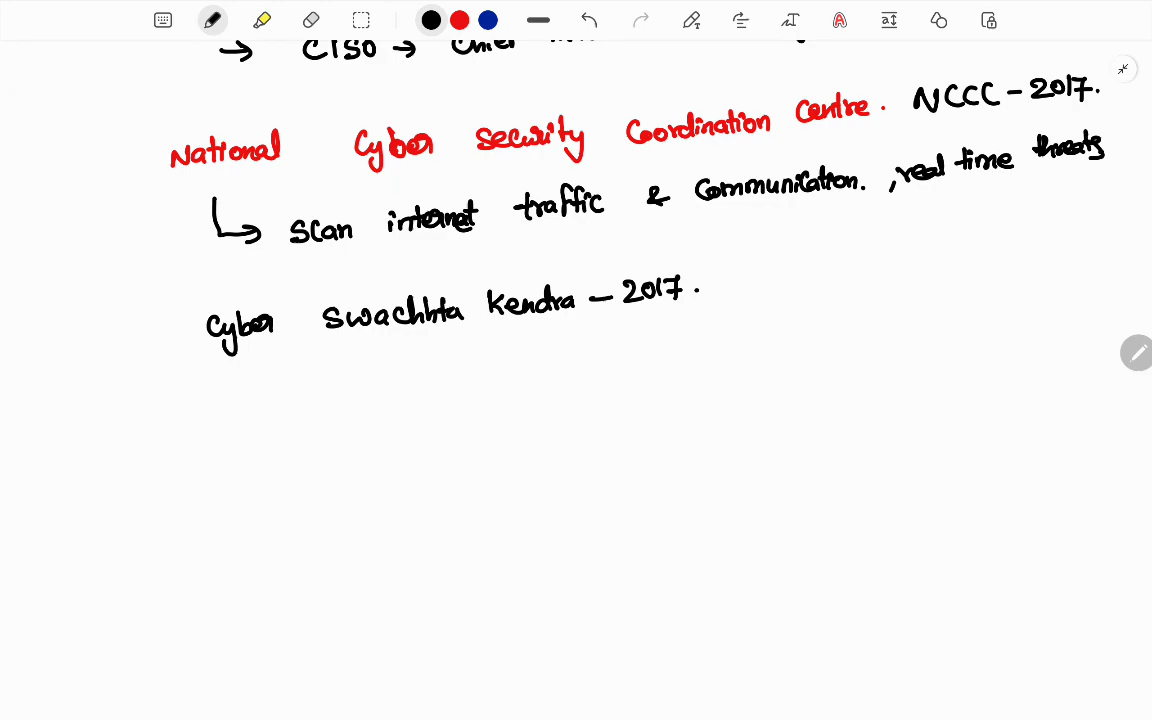 → CISO → Chief
National Cyber Security Coordination Centre. NCCC - 2017.
↳ Scan internet traffic & Communication. , real time threats
Cyber Swachhta Kendra - 2017.